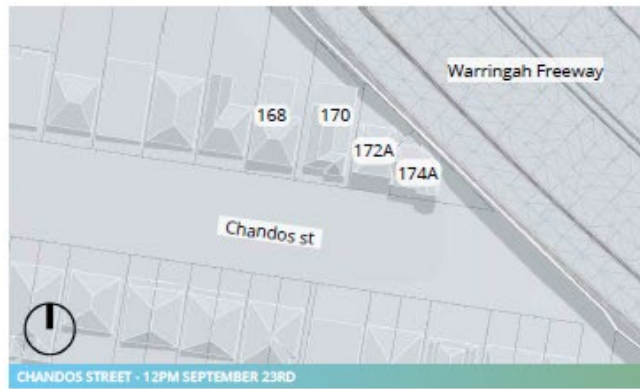 Warringah Freeway
168
170
172A
174A
Chandos st
CHANDOS STREET - 12PM SEPTEMBER 23RD